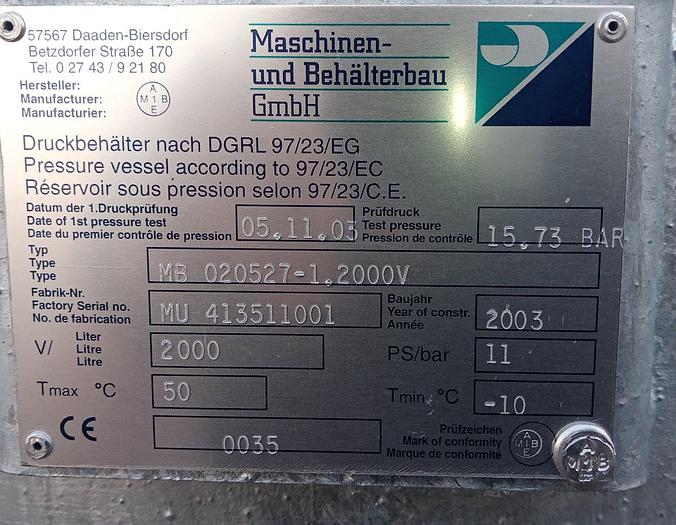 57567 Daaden-Biersdorf
Betzdorfer Straße 170
Tel. 0 27 43 / 9 21 80
Maschinen-
und Behälterbau
GmbH
Hersteller:
Manufacturer:
Manufacturier:
A
M 1 B
E
Druckbehälter nach DGRL 97/23/EG
Pressure vessel according to 97/23/EC
Réservoir sous pression selon 97/23/C.E.
Datum der 1.Druckprüfung
Date of 1st pressure test
Date du premier contrôle de pression
05.11.03
Prüfdruck
Test pressure
Pression de contrôle
15,73 BAR
Typ
Type
Type
MB 020527-1,2000V
Fabrik-Nr.
Factory Serial no.
No. de fabrication
MU 413511001
Baujahr
Year of constr.
Année
2003
V/
Liter
Litre
Litre
2000
PS/bar
11
Tmax °C
50
Tmin °C
-10
CE
0035
Prüfzeichen
Mark of conformity
Marque de conformité
A
M 1 B
E
A
M 1 B